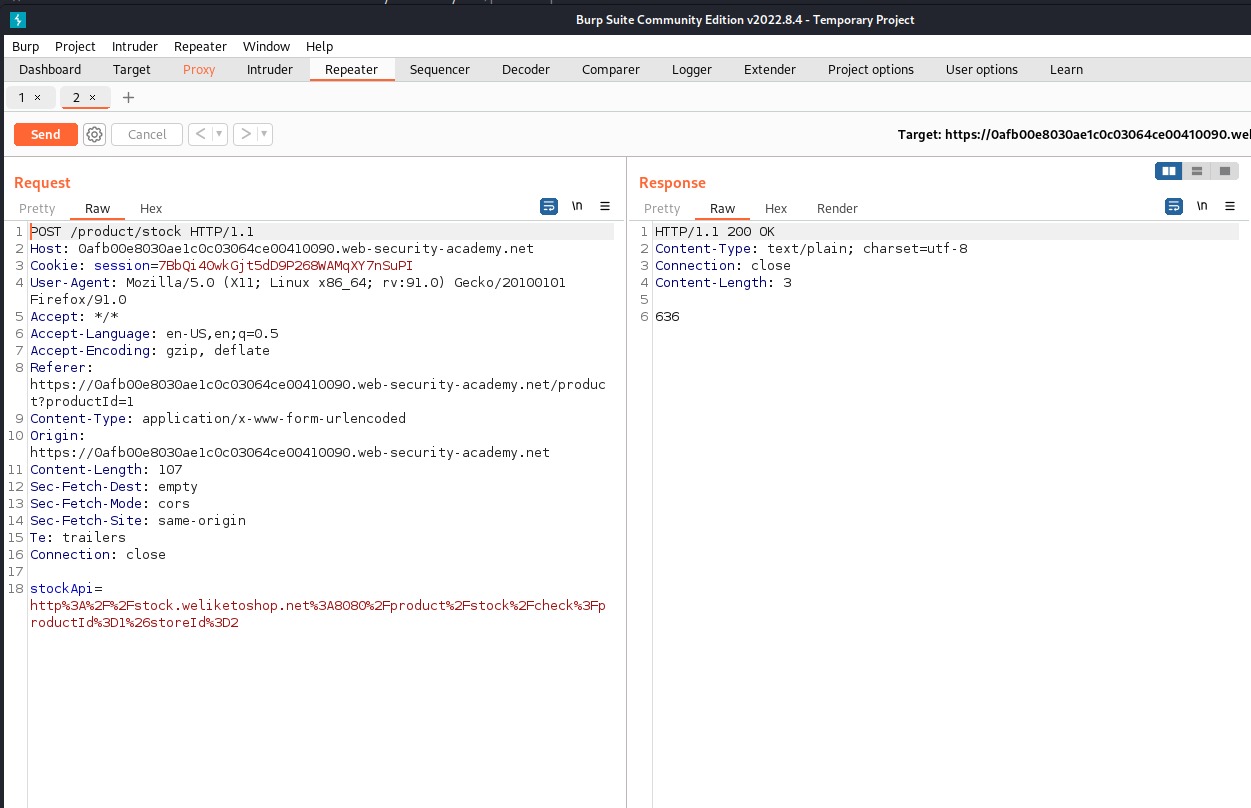 Burp Suite Community Edition v2022.8.4 - Temporary Project
Burp Project Intruder Repeater Window Help
Dashboard Target Proxy Intruder Repeater Sequencer Decoder Comparer Logger Extender Project options User options Learn
1 × 2 × +
Send Cancel < > Target: https://0afb00e8030ae1c0c03064ce00410090.wel
Request
Pretty Raw Hex \n
1 POST /product/stock HTTP/1.1
2 Host: 0afb00e8030ae1c0c03064ce00410090.web-security-academy.net
3 Cookie: session=7BbQi4OwkGjt5dD9P268WAMqXY7nSuPI
4 User-Agent: Mozilla/5.0 (X11; Linux x86_64; rv:91.0) Gecko/20100101
Firefox/91.0
5 Accept: */*
6 Accept-Language: en-US,en;q=0.5
7 Accept-Encoding: gzip, deflate
8 Referer:
https://0afb00e8030ae1c0c03064ce00410090.web-security-academy.net/produc
t?productId=1
9 Content-Type: application/x-www-form-urlencoded
10 Origin:
https://0afb00e8030ae1c0c03064ce00410090.web-security-academy.net
11 Content-Length: 107
12 Sec-Fetch-Dest: empty
13 Sec-Fetch-Mode: cors
14 Sec-Fetch-Site: same-origin
15 Te: trailers
16 Connection: close
17
18 stockApi=
http%3A%2F%2Fstock.weliketoshop.net%3A8080%2Fproduct%2Fstock%2Fcheck%3Fp
roductId%3D1%26storeId%3D2
Response
Pretty Raw Hex Render \n
1 HTTP/1.1 200 OK
2 Content-Type: text/plain; charset=utf-8
3 Connection: close
4 Content-Length: 3
5
6 636